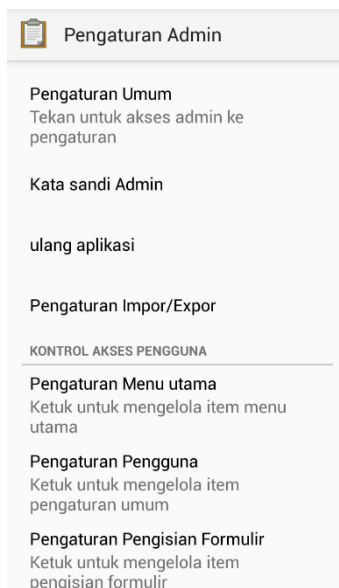 Pengaturan Admin
Pengaturan Umum
Tekan untuk akses admin ke
pengaturan
Kata sandi Admin
ulang aplikasi
Pengaturan Impor/Expor
KONTROL AKSES PENGGUNA
Pengaturan Menu utama
Ketuk untuk mengelola item menu
utama
Pengaturan Pengguna
Ketuk untuk mengelola item
pengaturan umum
Pengaturan Pengisian Formulir
Ketuk untuk mengelola item
pengisian formulir